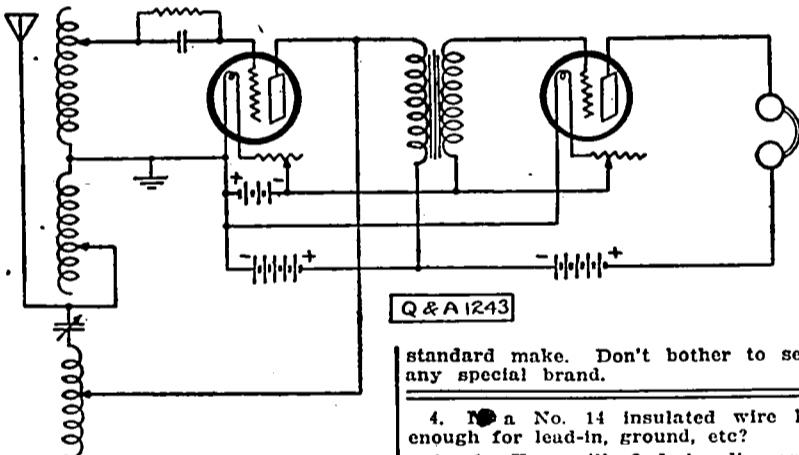 + -
- +
- +
Q & A 1243
standard make. Don't bother to se
any special brand.
4. a No. 14 insulated wire
enough for lead-in, ground, etc?